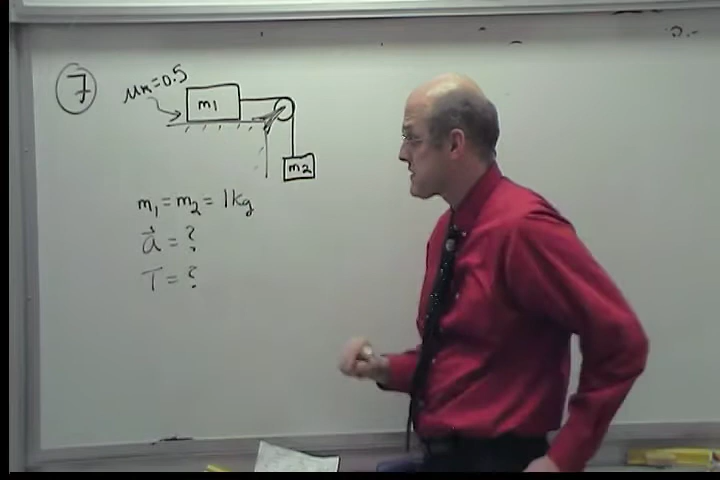 7
μk=0.5
m1
m2
m1 = m2 = 1kg
a⃗ = ?
T = ?